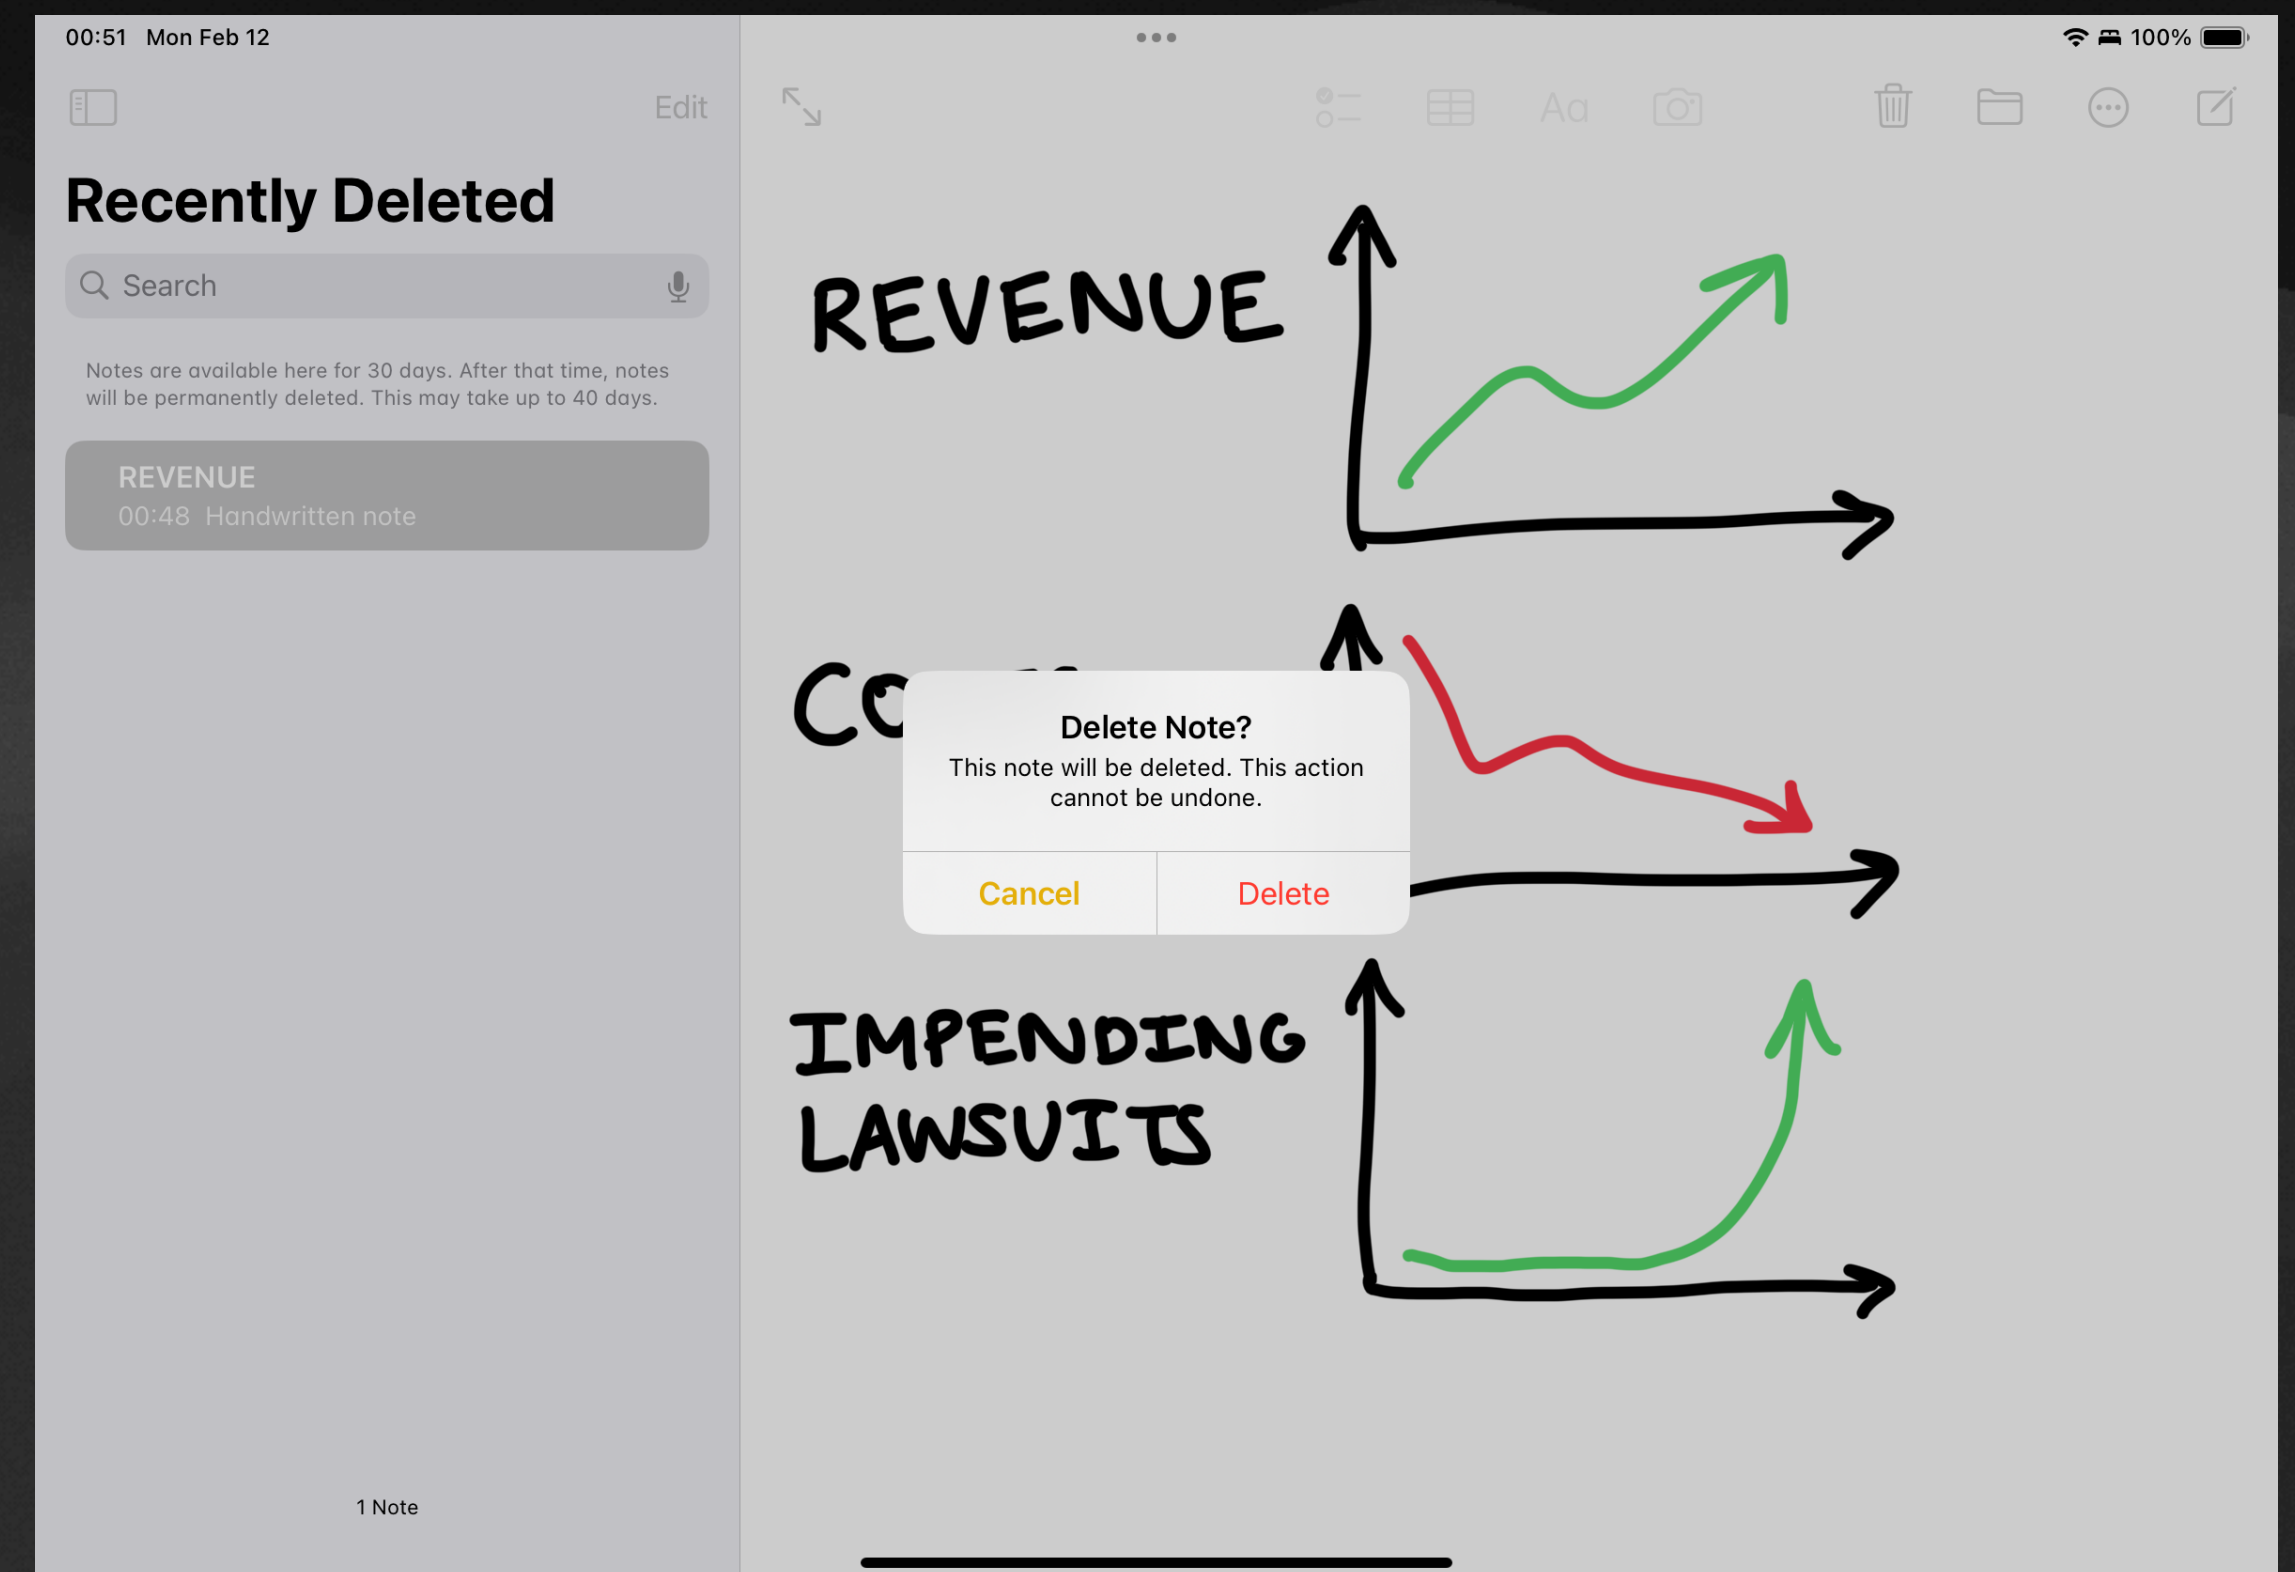 00:51 Mon Feb 12
100%
Edit
Aa
Recently Deleted
Search
Notes are available here for 30 days. After that time, notes
will be permanently deleted. This may take up to 40 days.
REVENUE
00:48 Handwritten note
1 Note
REVENUE
Delete Note?
This note will be deleted. This action
cannot be undone.
Cancel
Delete
IMPENDING
LAWSUITS